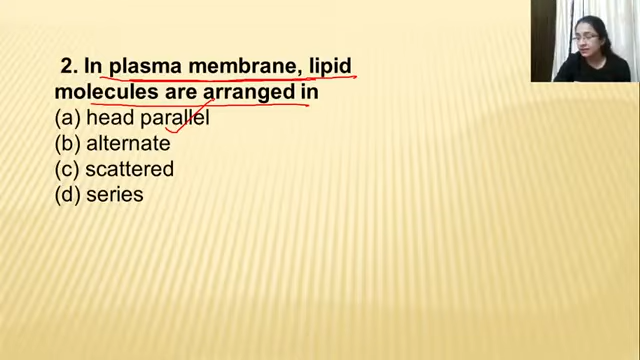 2. In plasma membrane, lipid
molecules are arranged in
(a) head parallel
(b) alternate
(c) scattered
(d) series